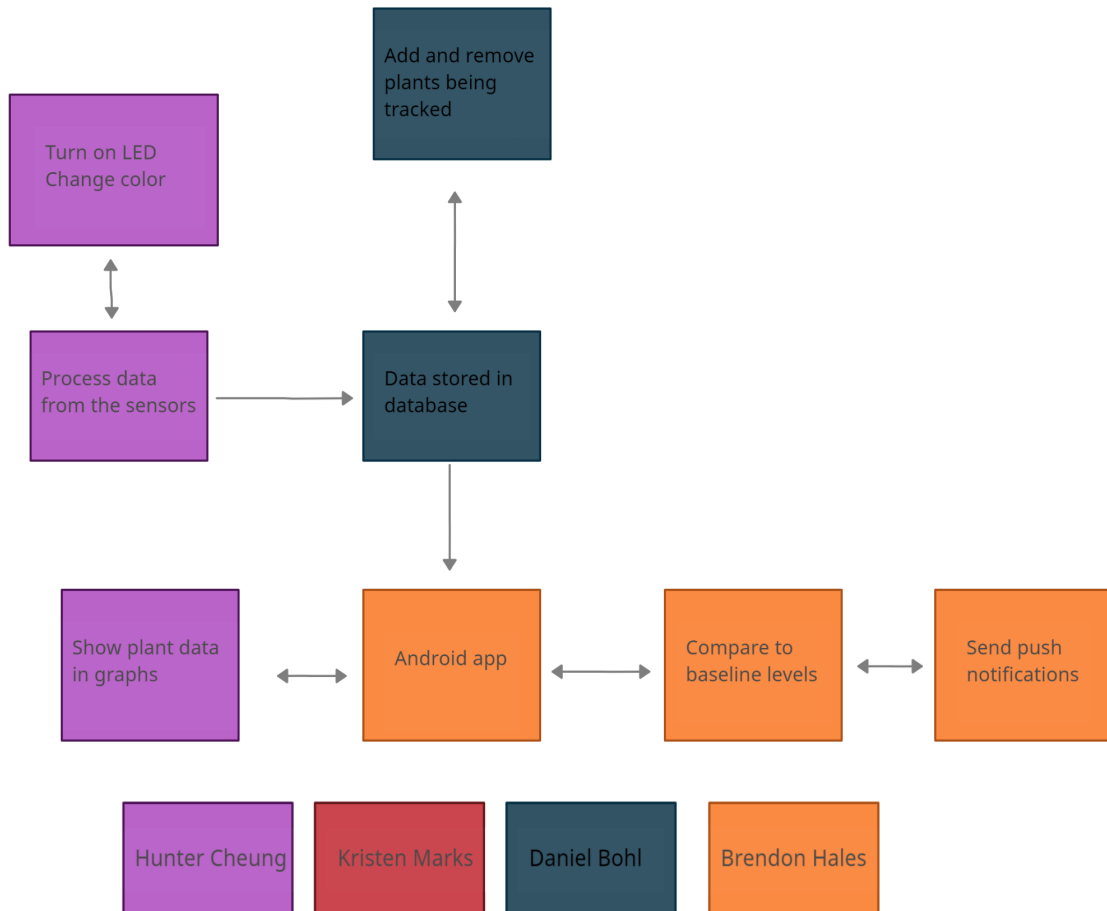 Add and remove
plants being
tracked
Turn on LED
Change color
Process data
from the sensors
Data stored in
database
Show plant data
in graphs
Android app
Compare to
baseline levels
Send push
notifications
Hunter Cheung
Kristen Marks
Daniel Bohl
Brendon Hales